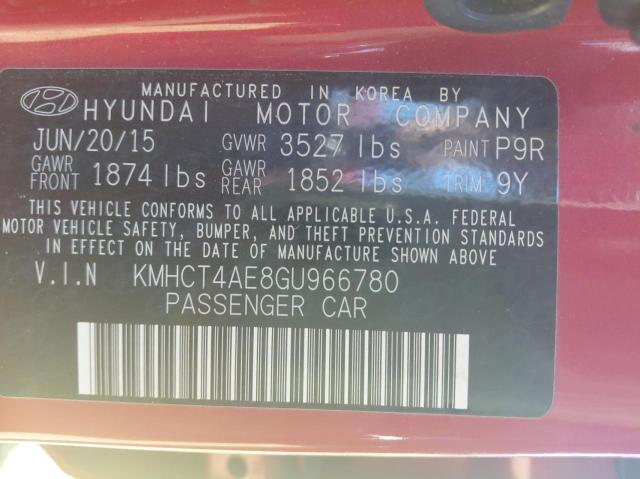 MANUFACTURED IN KOREA BY
HYUNDAI MOTOR COMPANY
JUN/20/15 GVWR 3527 lbs PAINT P9R
GAWR FRONT 1874 lbs GAWR REAR 1852 lbs TRIM 9Y
THIS VEHICLE CONFORMS TO ALL APPLICABLE U.S.A. FEDERAL
MOTOR VEHICLE SAFETY, BUMPER, AND THEFT PREVENTION STANDARDS
IN EFFECT ON THE DATE OF MANUFACTURE SHOWN ABOVE
V.I.N KMHCT4AE8GU966780
PASSENGER CAR